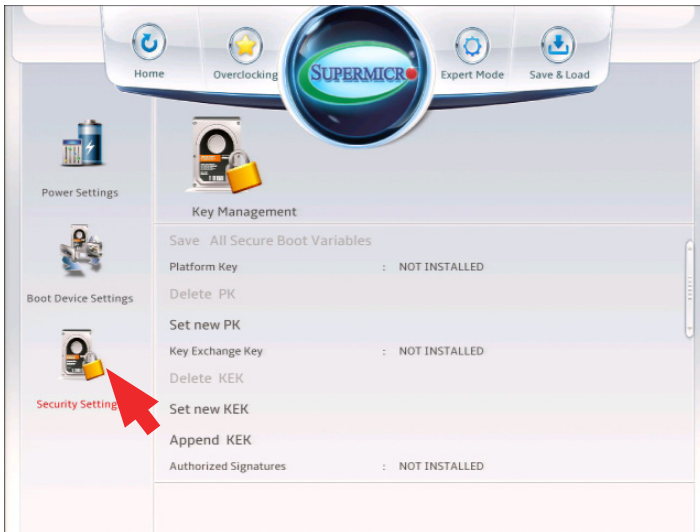 Home
Overclocking
SUPERMICRO
Expert Mode
Save & Load
Power Settings
Boot Device Settings
Security Setting
Key Management
Save All Secure Boot Variables
Platform Key : NOT INSTALLED
Delete PK
Set new PK
Key Exchange Key : NOT INSTALLED
Delete KEK
Set new KEK
Append KEK
Authorized Signatures : NOT INSTALLED